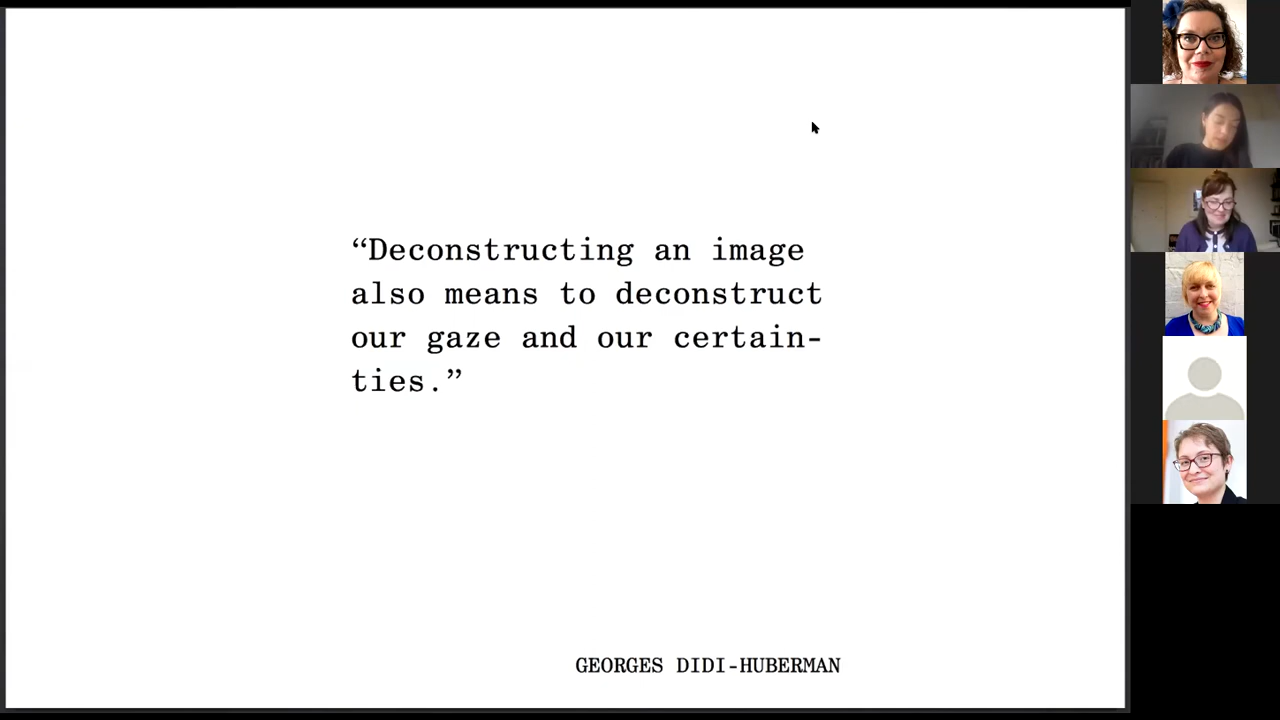 “Deconstructing an image
also means to deconstruct
our gaze and our certain-
ties.”
GEORGES DIDI-HUBERMAN